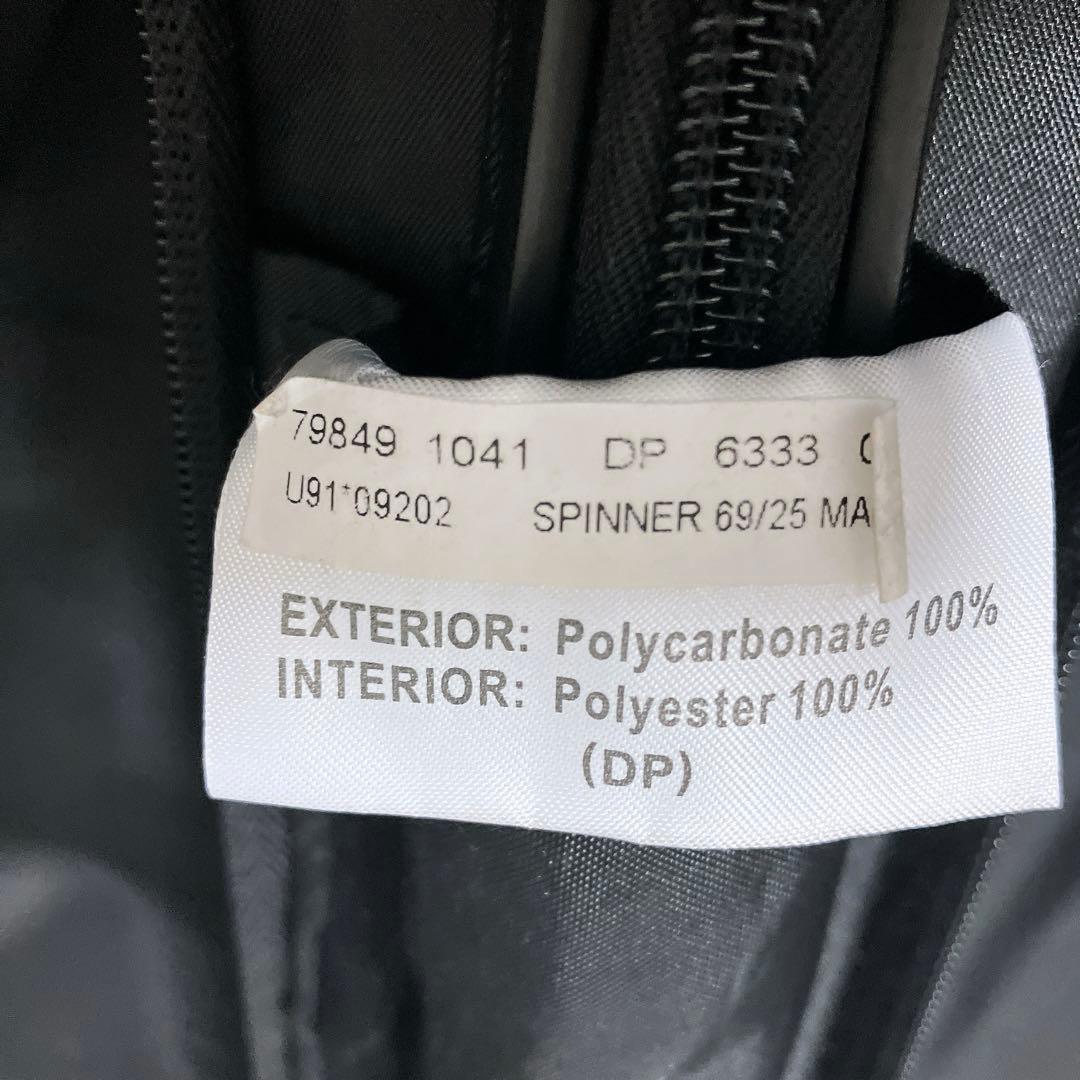 79849 1041 DP 6333
U91*09202 SPINNER 69/25 MA
EXTERIOR: Polycarbonate 100%
INTERIOR: Polyester 100%
(DP)